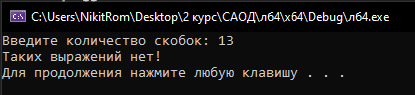 C:\Users\NikitRom\Desktop\2 курс\САОД\л64\x64\Debug\л64.exe
Введите количество скобок: 13
Таких выражений нет!
Для продолжения нажмите любую клавишу . . .